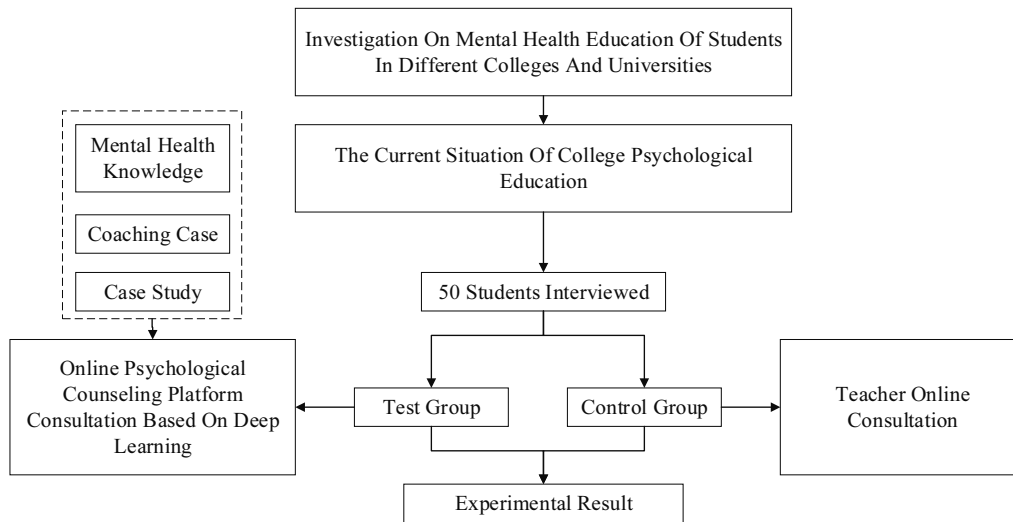 Investigation On Mental Health Education Of Students
In Different Colleges And Universities
The Current Situation Of College Psychological
Education
Mental Health
Knowledge
Coaching Case
Case Study
50 Students Interviewed
Online Psychological
Counseling Platform
Consultation Based On Deep
Learning
Test Group
Control Group
Teacher Online
Consultation
Experimental Result